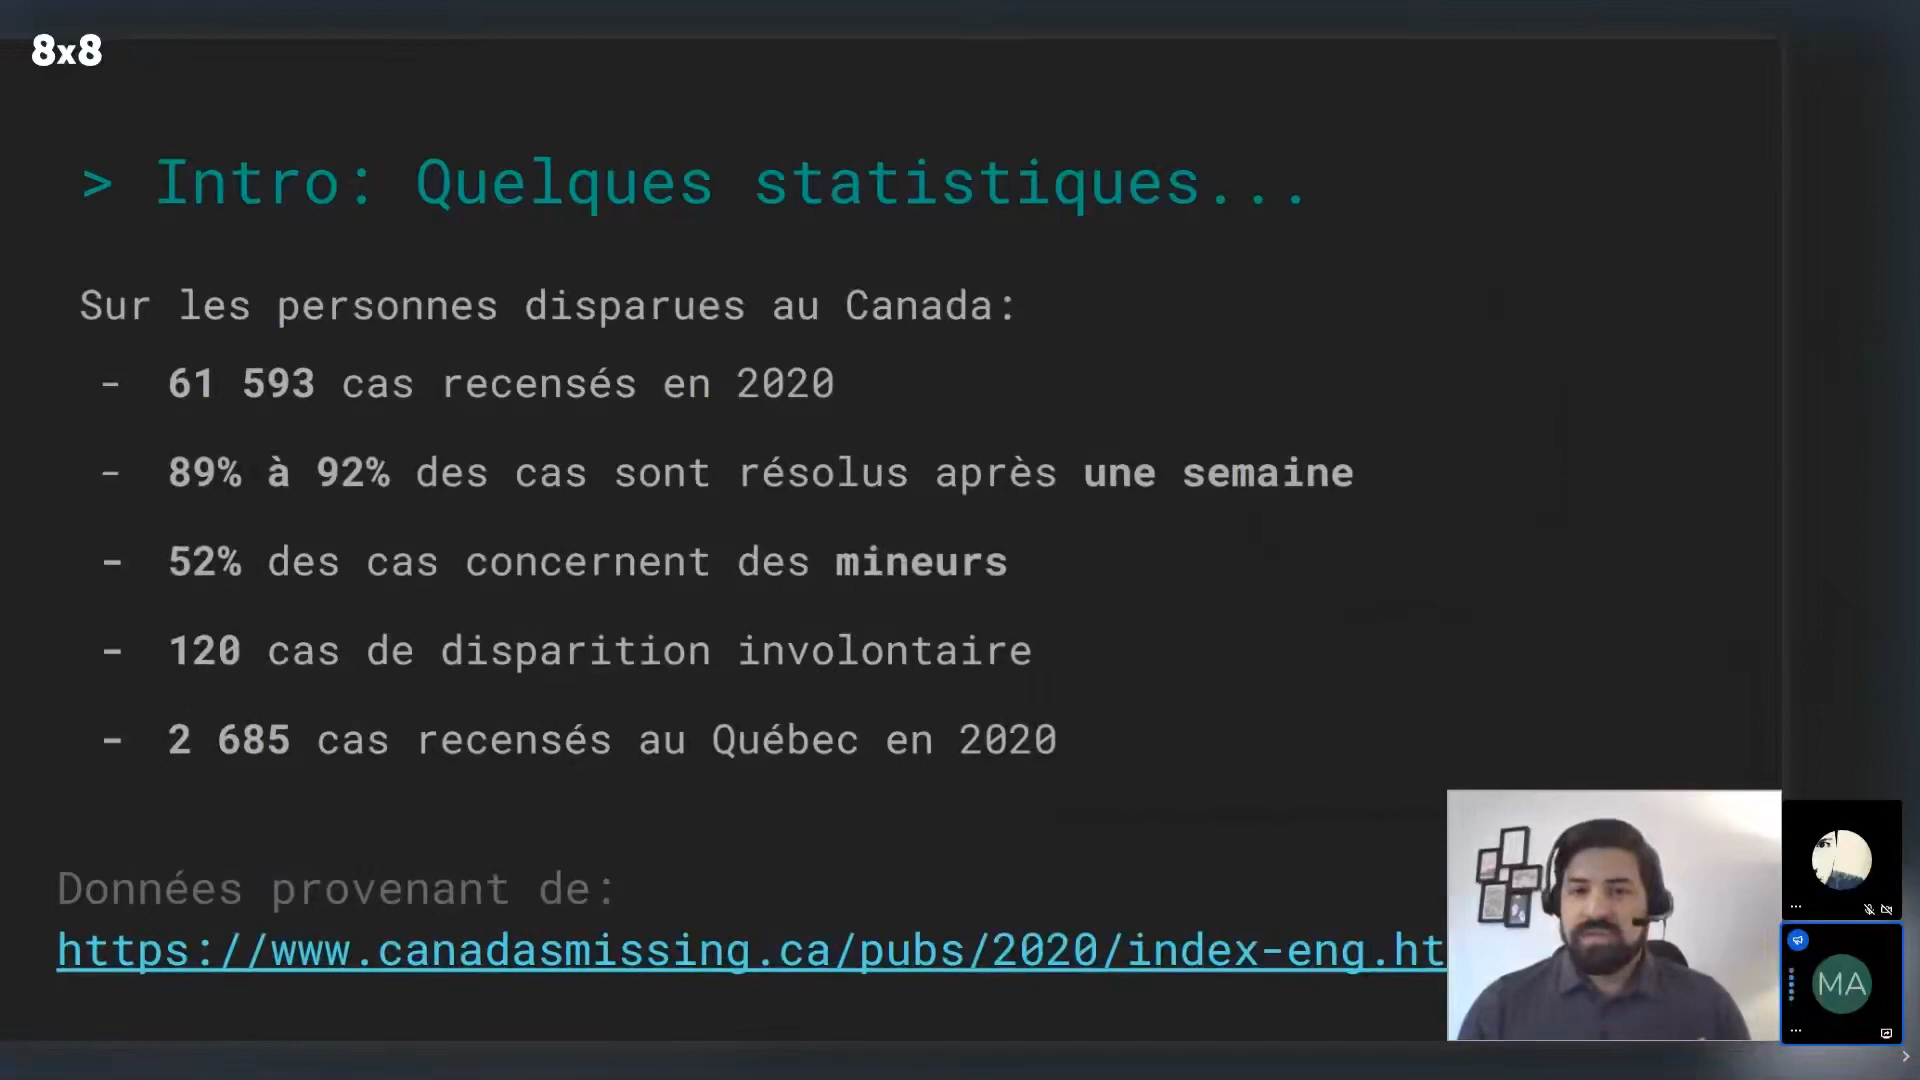 8x8
> Intro: Quelques statistiques...
Sur les personnes disparues au Canada:
- 61 593 cas recensés en 2020
- 89% à 92% des cas sont résolus après une semaine
- 52% des cas concernent des mineurs
- 120 cas de disparition involontaire
- 2 685 cas recensés au Québec en 2020
Données provenant de:
https://www.canadasmissing.ca/pubs/2020/index-eng.ht
MA